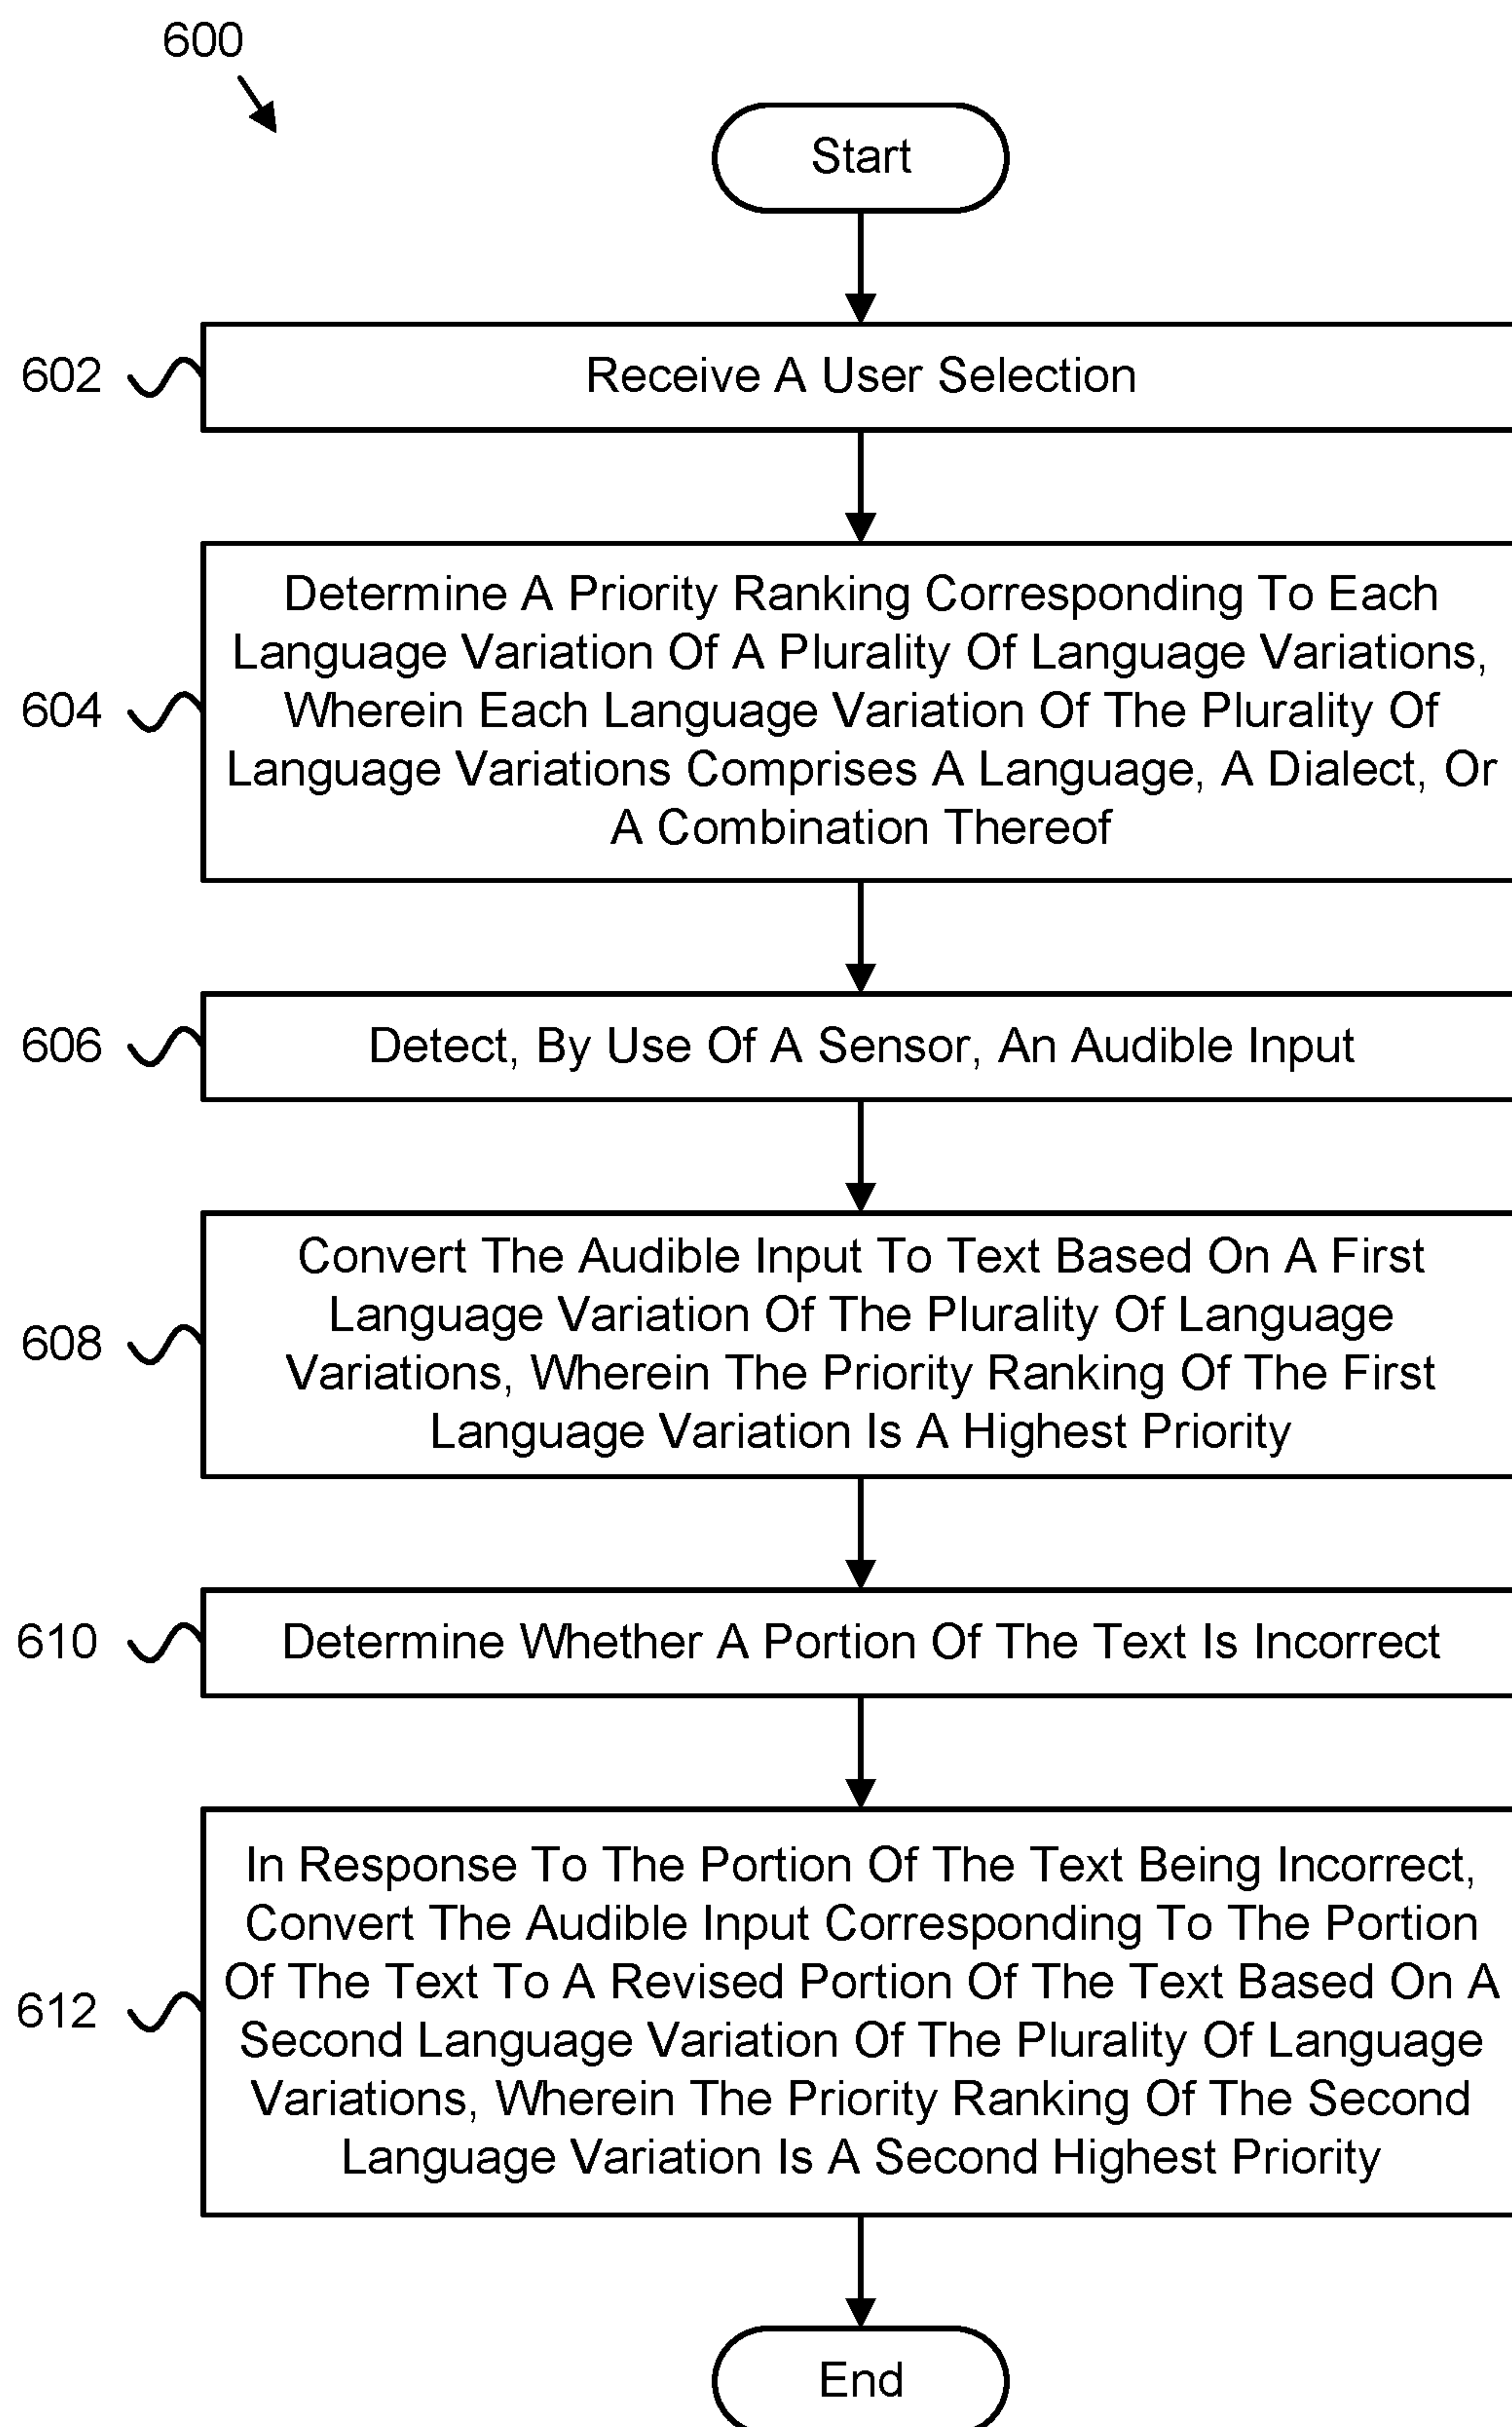 600
Start
602
Receive A User Selection
604
Determine A Priority Ranking Corresponding To Each
Language Variation Of A Plurality Of Language Variations,
Wherein Each Language Variation Of The Plurality Of
Language Variations Comprises A Language, A Dialect, Or
A Combination Thereof
606
Detect, By Use Of A Sensor, An Audible Input
608
Convert The Audible Input To Text Based On A First
Language Variation Of The Plurality Of Language
Variations, Wherein The Priority Ranking Of The First
Language Variation Is A Highest Priority
610
Determine Whether A Portion Of The Text Is Incorrect
612
In Response To The Portion Of The Text Being Incorrect,
Convert The Audible Input Corresponding To The Portion
Of The Text To A Revised Portion Of The Text Based On A
Second Language Variation Of The Plurality Of Language
Variations, Wherein The Priority Ranking Of The Second
Language Variation Is A Second Highest Priority
End